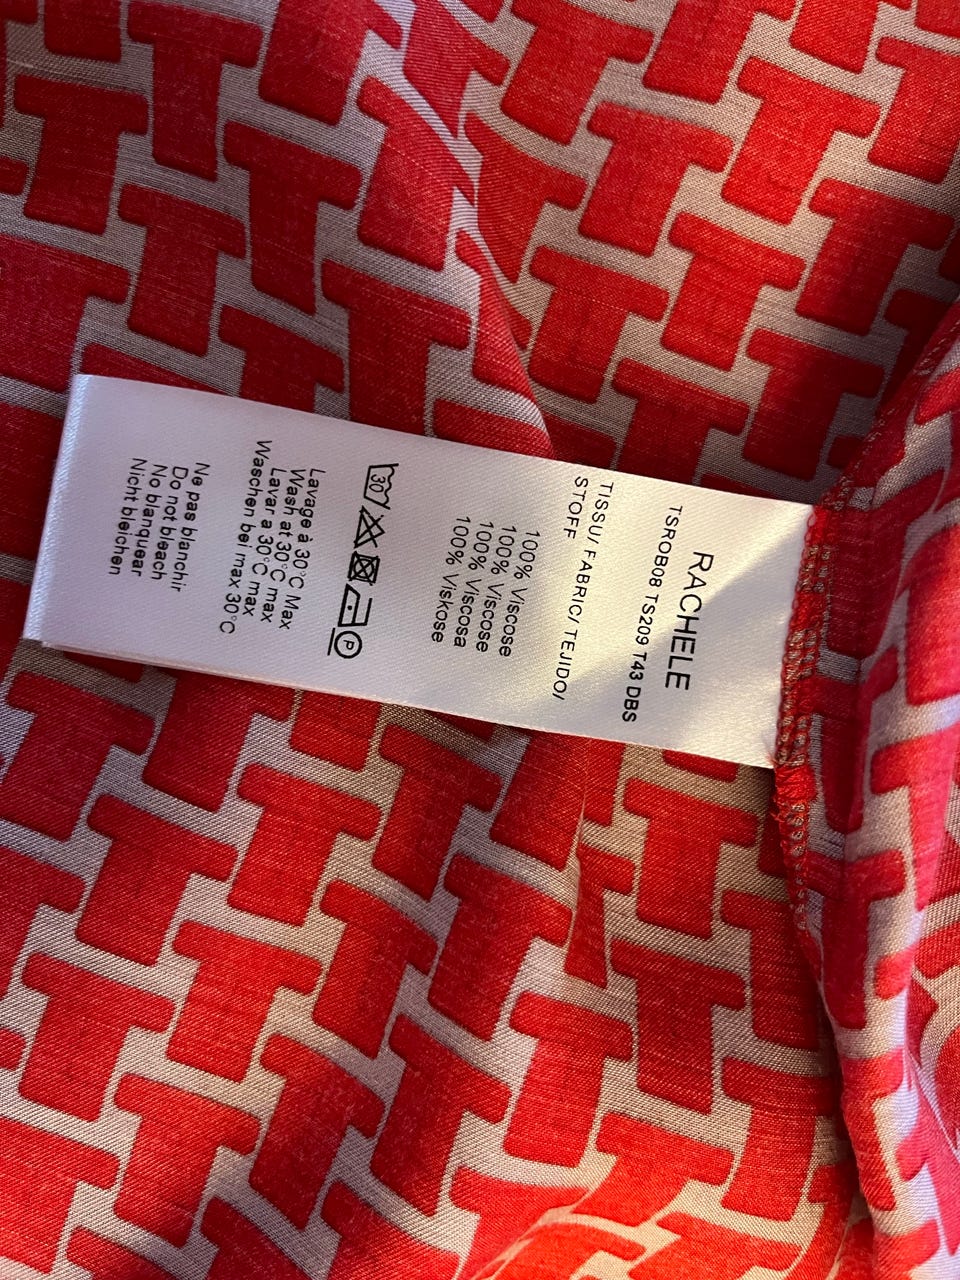 RACHELE
TSROB08 TS209 T43 DBS
TISSU/ FABRIC/ TEJIDO/
STOFF
100% Viscose
100% Viscose
100% Viscosa
100% Viskose
30 P
Lavage à 30°C Max
Wash at 30°C max
Lavar a 30°C max
Waschen bei max 30°C
Ne pas blanchir
Do not bleach
No blanquear
Nicht bleichen